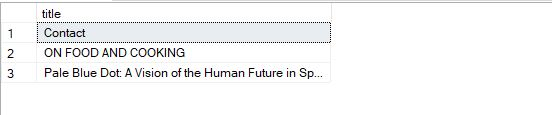 title
1 Contact
2 ON FOOD AND COOKING
3 Pale Blue Dot: A Vision of the Human Future in Sp...